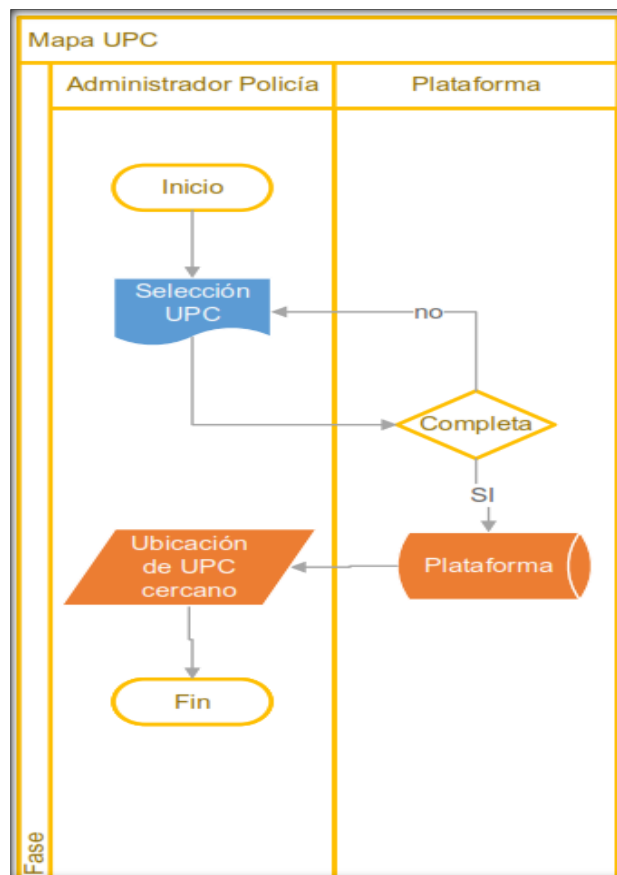 Mapa UPC
Administrador Policía
Plataforma
Inicio
Selección
UPC
no
Completa
SI
Ubicación
de UPC
cercano
Plataforma
Fin
Fase